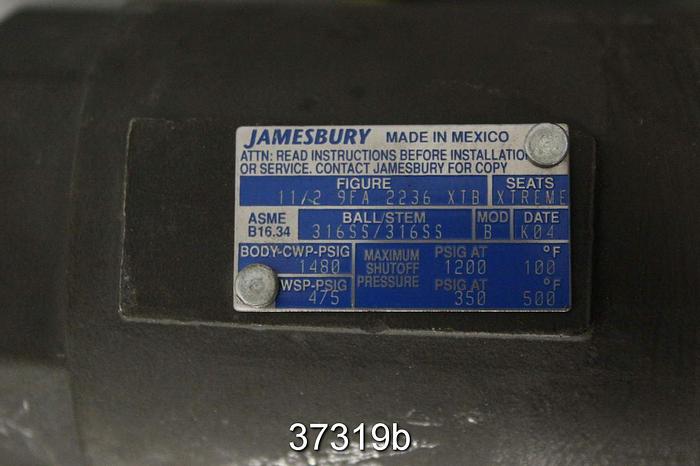 JAMESBURY MADE IN MEXICO
ATTN: READ INSTRUCTIONS BEFORE INSTALLATIO
OR SERVICE. CONTACT JAMESBURY FOR COPY
FIGURE SEATS
11/2 9FA 2236 XTB XTREME
ASME B16.34 BALL/STEM MOD DATE
316SS/316SS B K04
BODY-CWP-PSIG MAXIMUM SHUTOFF PRESSURE PSIG AT °F
1480 1200 100
WSP-PSIG PSIG AT °F
475 350 500
37319b